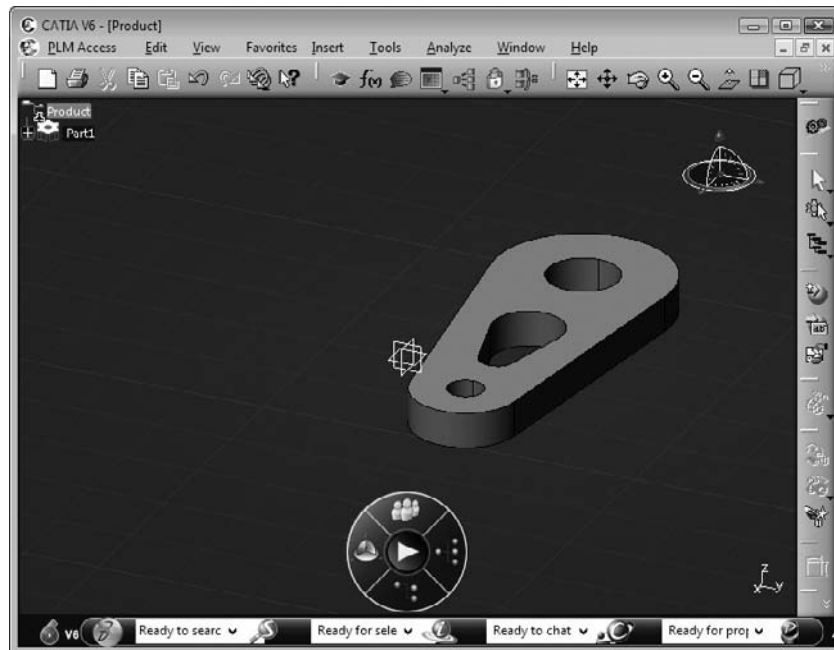 CATIA V6 - [Product]
PLM Access Edit View Favorites Insert Tools Analyze Window Help
f(x)
Product
Part1
z
x y
V6 Ready to searc Ready for sele Ready to chat Ready for prop